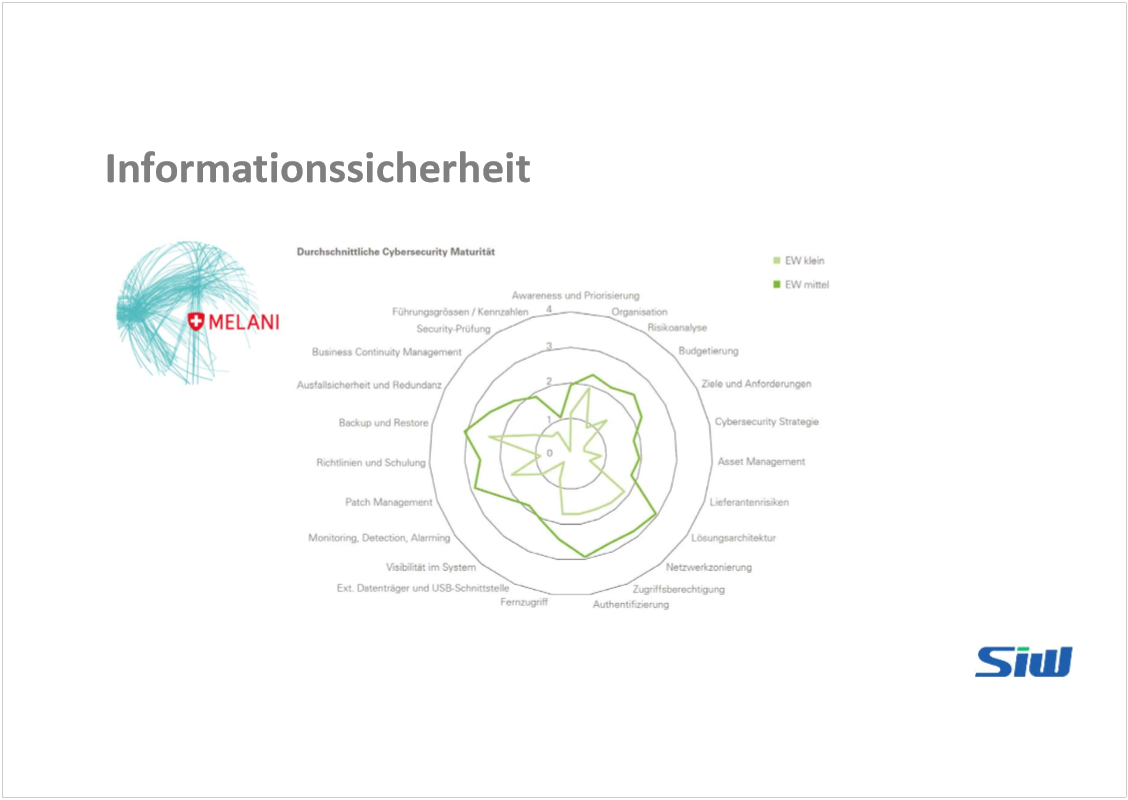 Informationssicherheit
MELANI
Durchschnittliche Cybersecurity Maturität
EW klein
EW mittel
Awareness und Priorisierung
Organisation
Risikoanalyse
Budgetierung
Ziele und Anforderungen
Cybersecurity Strategie
Asset Management
Lieferantenrisiken
Lösungsarchitektur
Netzwerkzonierung
Zugriffsberechtigung
Authentifizierung
Fernzugriff
Ext. Datenträger und USB-Schnittstelle
Visibilität im System
Monitoring, Detection, Alarming
Patch Management
Richtlinien und Schulung
Backup und Restore
Ausfallsicherheit und Redundanz
Business Continuity Management
Security-Prüfung
Führungsgrössen / Kennzahlen
4
3
2
1
0
SiW